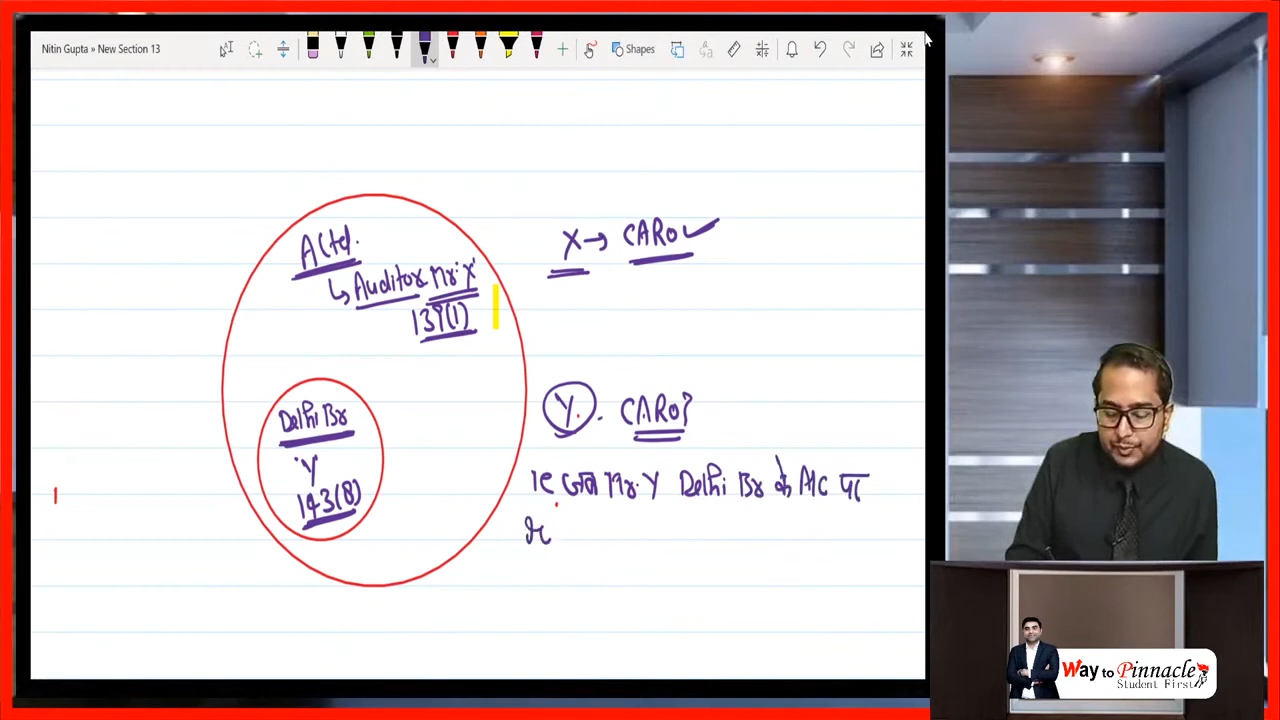 Nitin Gupta » New Section 13
Shapes
A Ltd.
↳ Auditor Mr. 'X'
139(1)
X → CARO ✓
Delhi Br
Y
143(8)
Y. CARO?
जब Mr. Y Delhi Br के A/C पर
Way to Pinnacle
Student First